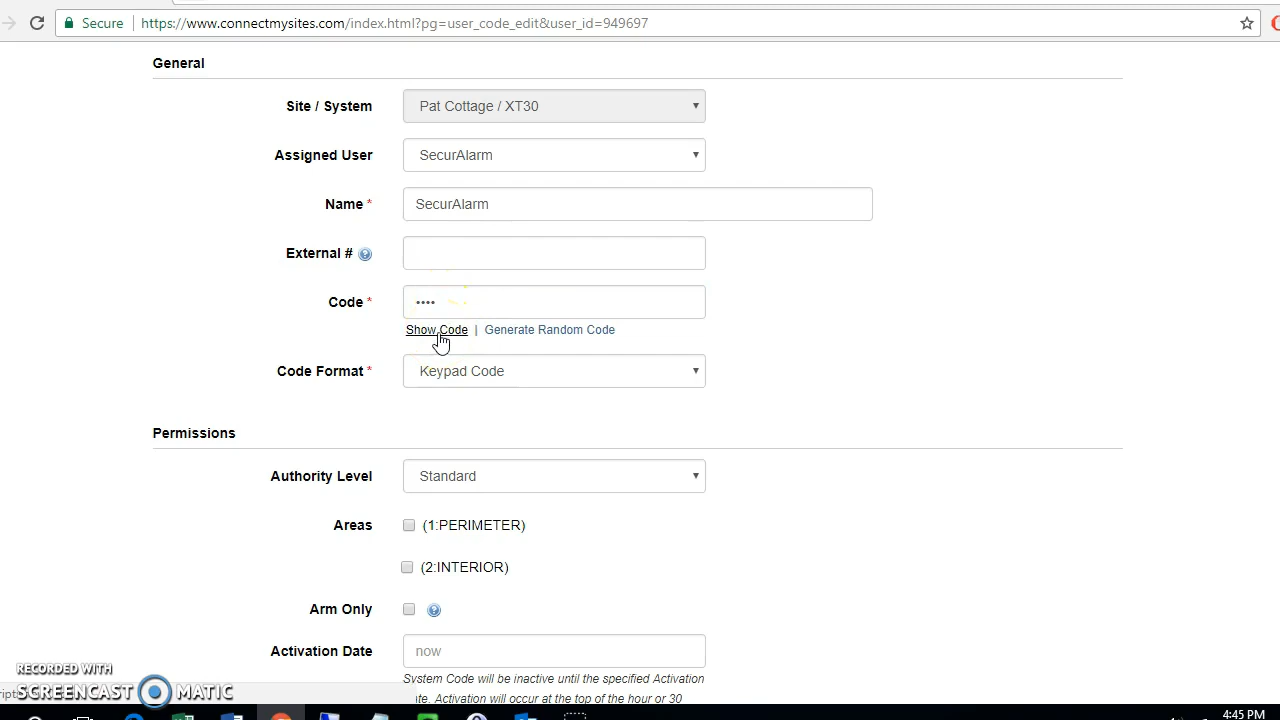 Secure https://www.connectmysites.com/index.html?pg=user_code_edit&user_id=949697
General
Site / System Pat Cottage / XT30
Assigned User SecurAlarm
Name * SecurAlarm
External #
Code * ••••
Show Code | Generate Random Code
Code Format * Keypad Code
Permissions
Authority Level Standard
Areas (1:PERIMETER)
(2:INTERIOR)
Arm Only
Activation Date now
System Code will be inactive until the specified Activation
Activation will occur at the top of the hour or 30
RECORDED WITH
SCREENCAST MATIC
4:45 PM